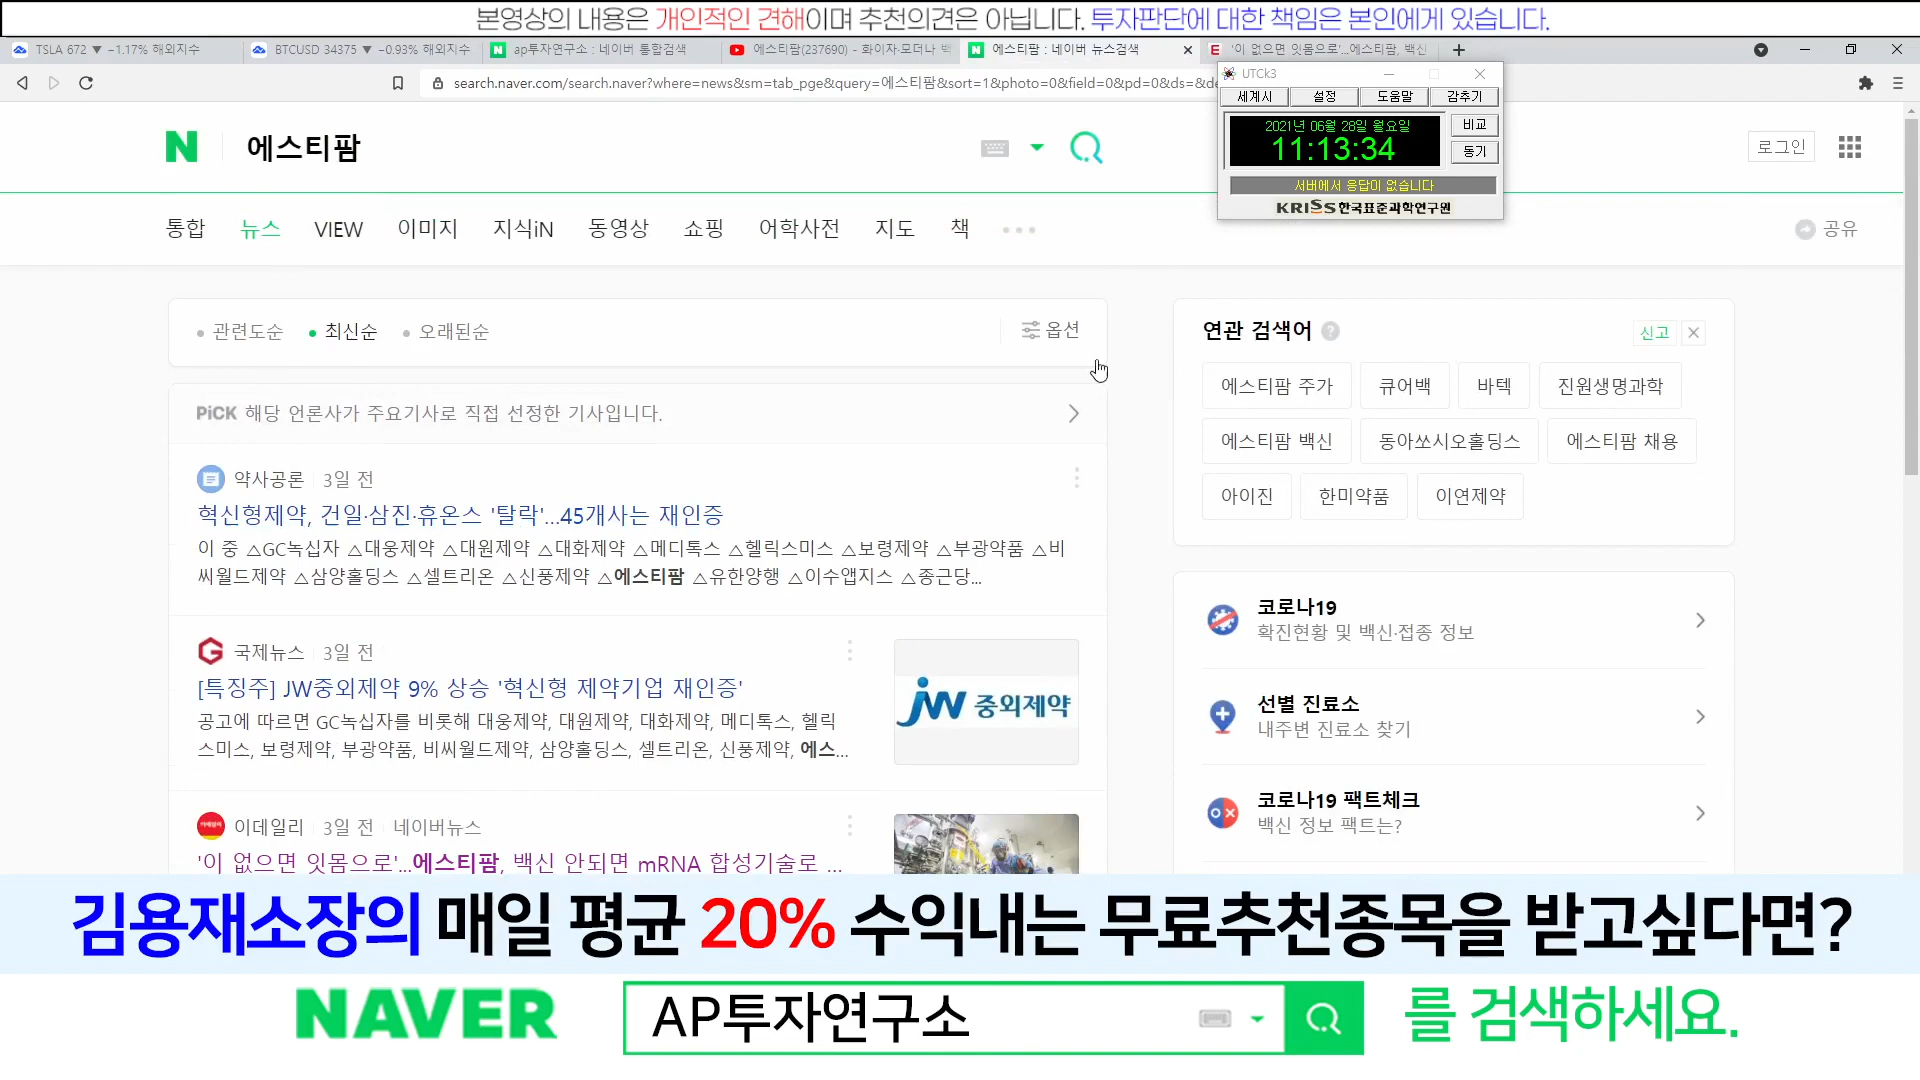 본영상의 내용은 개인적인 견해이며 추천의견은 아닙니다. 투자판단에 대한 책임은 본인에게 있습니다.
TSLA 672 ▼ −1.17% 해외지수
BTCUSD 34375 ▼ −0.93% 해외지수
ap투자연구소 : 네이버 통합검색
에스티팜(237690) - 화이자·모더나 백
에스티팜 : 네이버 뉴스검색
'이 없으면 잇몸으로'...에스티팜, 백신
search.naver.com/search.naver?where=news&sm=tab_pge&query=에스티팜&sort=1&photo=0&field=0&pd=0&ds=&de
UTCk3
세계시 설정 도움말 감추기
2021년 06월 28일 월요일
11:13:34
비교
동기
서버에서 응답이 없습니다
KRISS한국표준과학연구원
N 에스티팜
로그인
통합 뉴스 VIEW 이미지 지식iN 동영상 쇼핑 어학사전 지도 책
공유
관련도순 최신순 오래된순
옵션
PiCK 해당 언론사가 주요기사로 직접 선정한 기사입니다.
약사공론 3일 전
혁신형제약, 건일·삼진·휴온스 '탈락'...45개사는 재인증
이 중 △GC녹십자 △대웅제약 △대원제약 △대화제약 △메디톡스 △헬릭스미스 △보령제약 △부광약품 △비
씨월드제약 △삼양홀딩스 △셀트리온 △신풍제약 △에스티팜 △유한양행 △이수앱지스 △종근당...
국제뉴스 3일 전
[특징주] JW중외제약 9% 상승 '혁신형 제약기업 재인증'
공고에 따르면 GC녹십자를 비롯해 대웅제약, 대원제약, 대화제약, 메디톡스, 헬릭
스미스, 보령제약, 부광약품, 비씨월드제약, 삼양홀딩스, 셀트리온, 신풍제약, 에스...
JW 중외제약
이데일리 3일 전 네이버뉴스
'이 없으면 잇몸으로'...에스티팜, 백신 안되면 mRNA 합성기술로 ...
연관 검색어
신고
에스티팜 주가 큐어백 바텍 진원생명과학
에스티팜 백신 동아쏘시오홀딩스 에스티팜 채용
아이진 한미약품 이연제약
코로나19
확진현황 및 백신·접종 정보
선별 진료소
내주변 진료소 찾기
코로나19 팩트체크
백신 정보 팩트는?
김용재소장의 매일 평균 20% 수익내는 무료추천종목을 받고싶다면?
NAVER AP투자연구소 를 검색하세요.